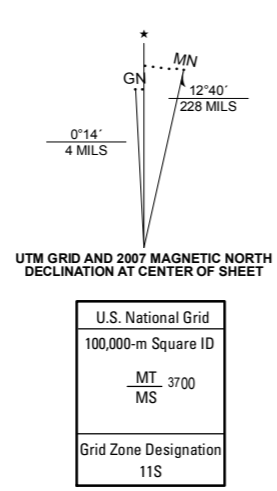 ★
MN
GN
12°40´
228 MILS
0°14´
4 MILS
UTM GRID AND 2007 MAGNETIC NORTH
DECLINATION AT CENTER OF SHEET
U.S. National Grid
100,000-m Square ID
MT 3700
MS
Grid Zone Designation
11S